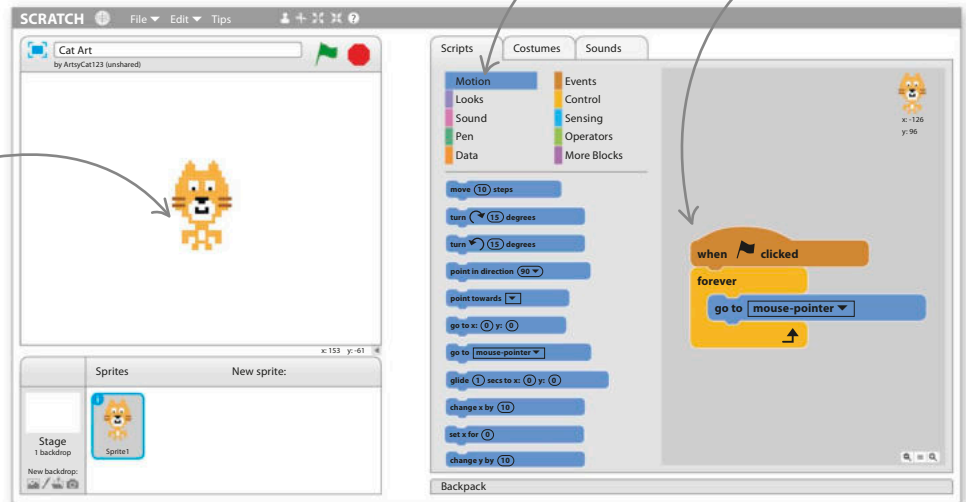 SCRATCH File Edit Tips
Cat Art
by ArtsyCat123 (unshared)
x: 153 y: -61
Sprites New sprite:
Stage
1 backdrop
New backdrop:
Sprite1
Scripts Costumes Sounds
Motion Events
Looks Control
Sound Sensing
Pen Operators
Data More Blocks
move 10 steps
turn 15 degrees
turn 15 degrees
point in direction 90
point towards
go to x: 0 y: 0
go to mouse-pointer
glide 1 secs to x: 0 y: 0
change x by 10
set x for 0
change y by 10
x: -126
y: 96
when clicked
forever
go to mouse-pointer
Backpack